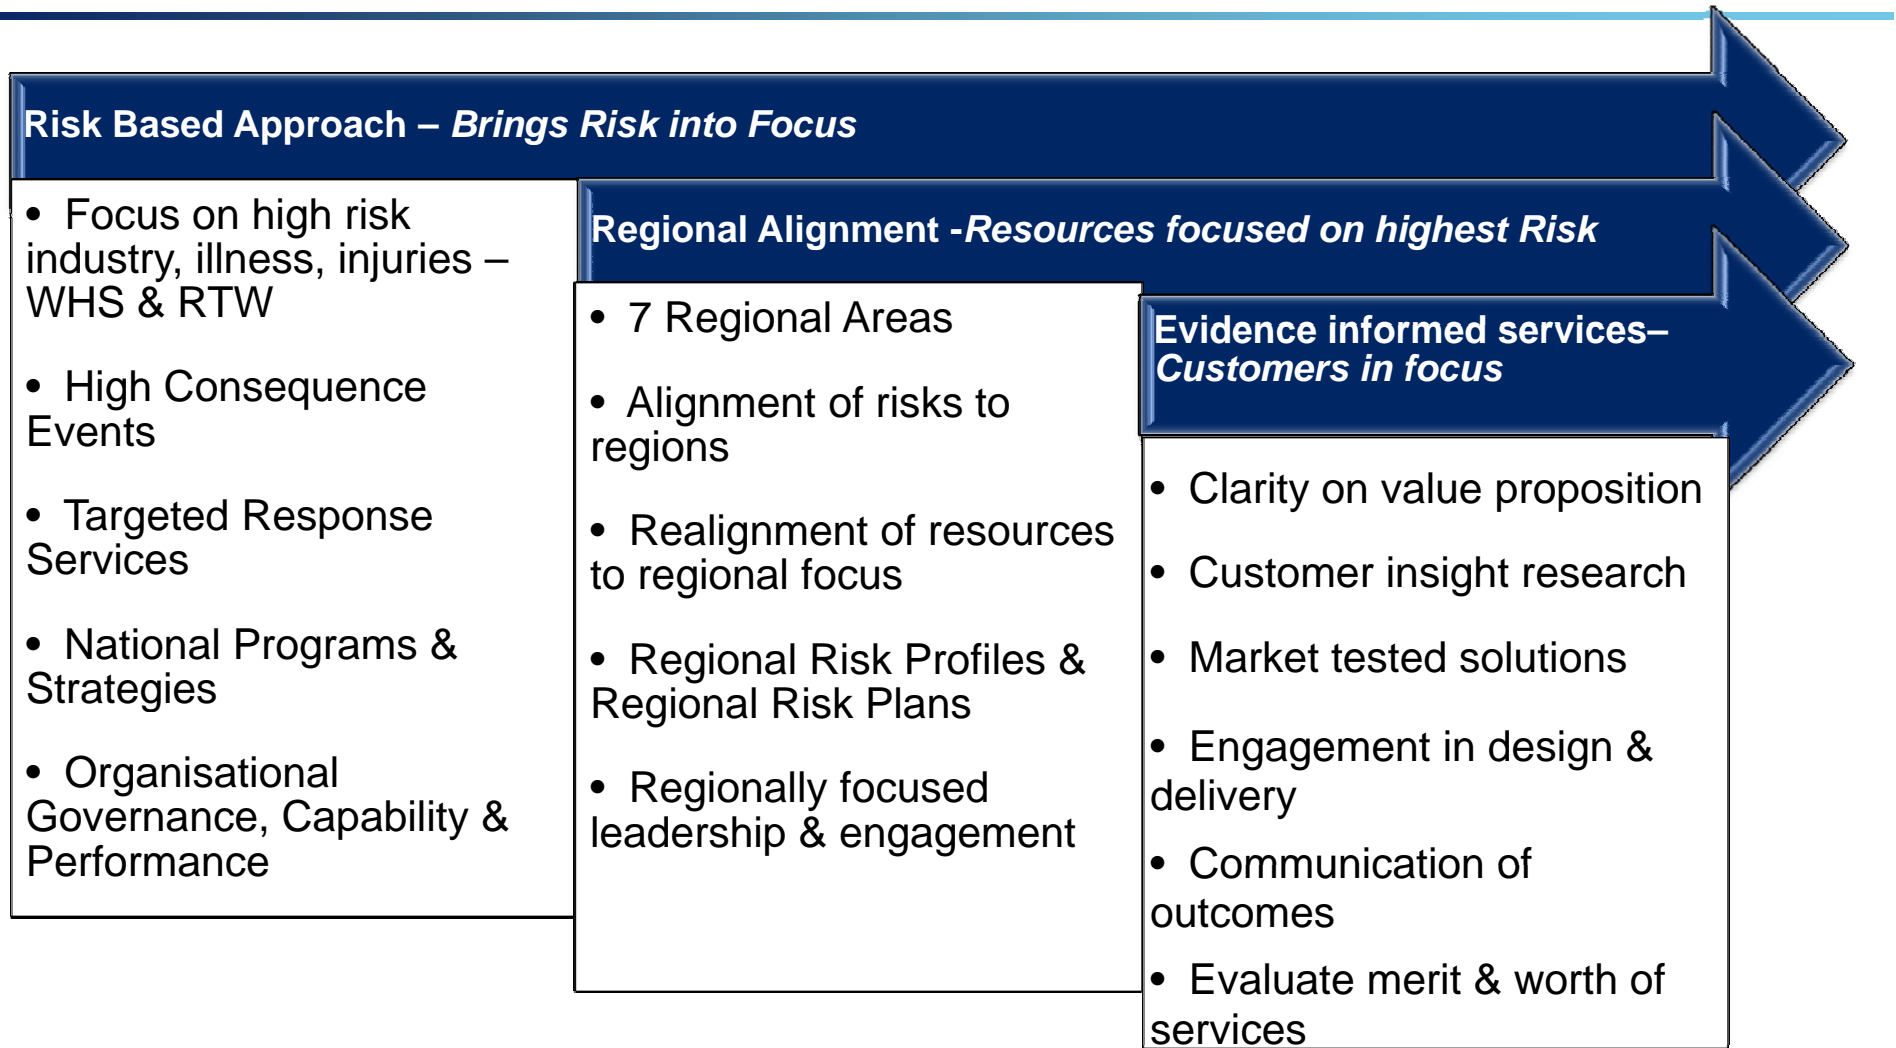 Risk Based Approach – Brings Risk into Focus
• Focus on high risk
industry, illness, injuries –
WHS & RTW
• High Consequence
Events
• Targeted Response
Services
• National Programs &
Strategies
• Organisational
Governance, Capability &
Performance
Regional Alignment -Resources focused on highest Risk
• 7 Regional Areas
• Alignment of risks to
regions
• Realignment of resources
to regional focus
• Regional Risk Profiles &
Regional Risk Plans
• Regionally focused
leadership & engagement
Evidence informed services–
Customers in focus
• Clarity on value proposition
• Customer insight research
• Market tested solutions
• Engagement in design &
delivery
• Communication of
outcomes
• Evaluate merit & worth of
services